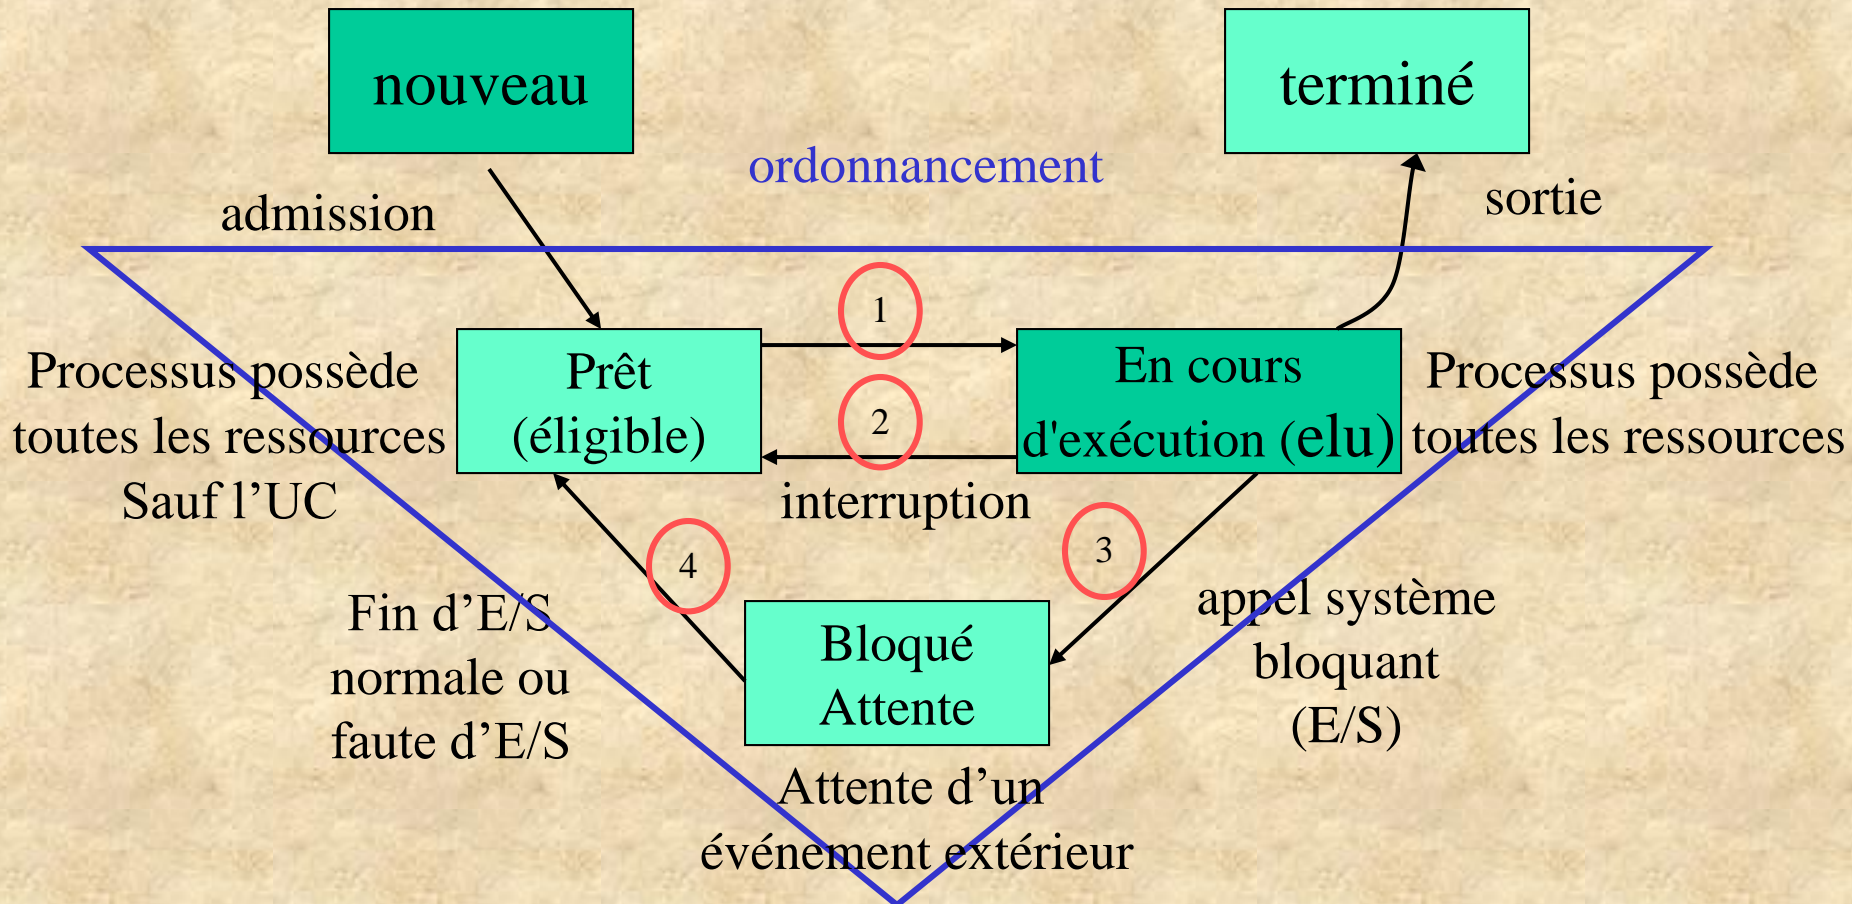 nouveau
terminé
ordonnancement
admission
sortie
1
Processus possède
toutes les ressources
Sauf l’UC
Prêt
(éligible)
2
interruption
En cours
d'exécution (elu)
Processus possède
toutes les ressources
4
3
Fin d’E/S
normale ou
faute d’E/S
Bloqué
Attente
appel système
bloquant
(E/S)
Attente d’un
événement extérieur